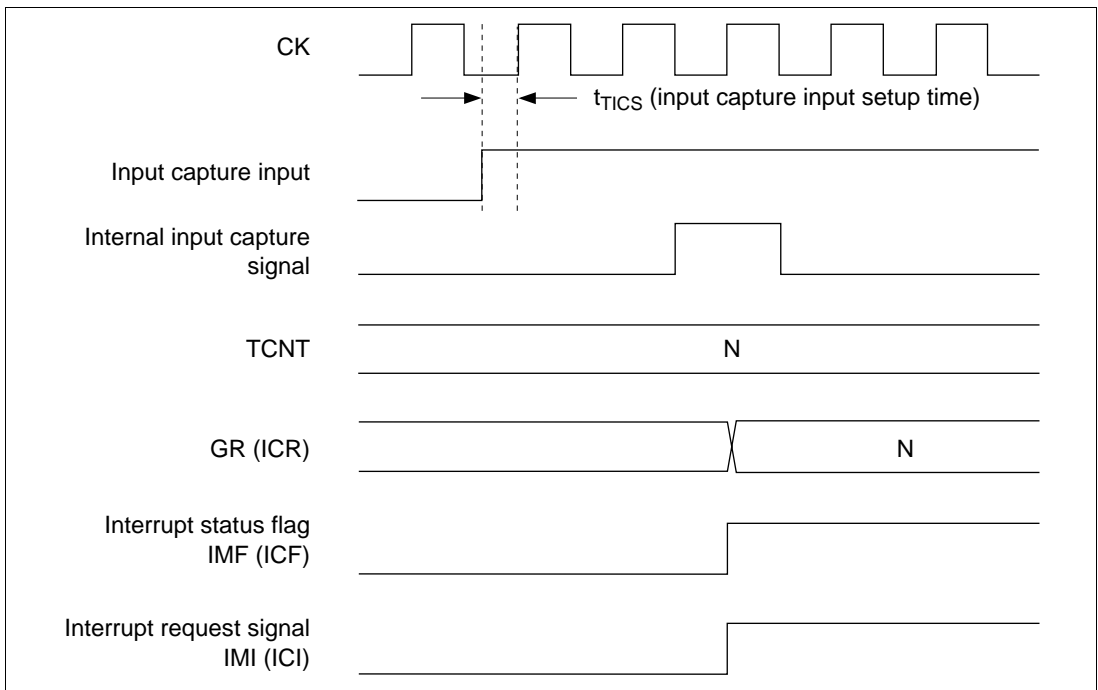 CK
tTICS (input capture input setup time)
Input capture input
Internal input capture
signal
TCNT
N
GR (ICR)
N
Interrupt status flag
IMF (ICF)
Interrupt request signal
IMI (ICI)